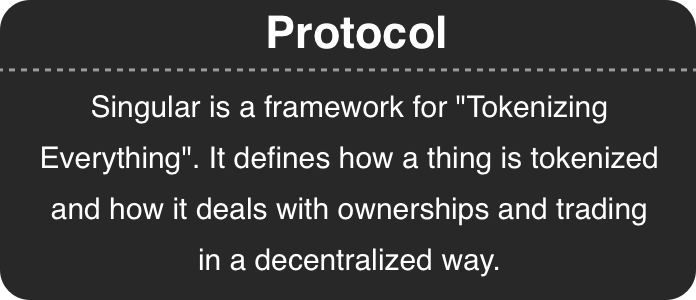 Protocol
Singular is a framework for "Tokenizing
Everything". It defines how a thing is tokenized
and how it deals with ownerships and trading
in a decentralized way.